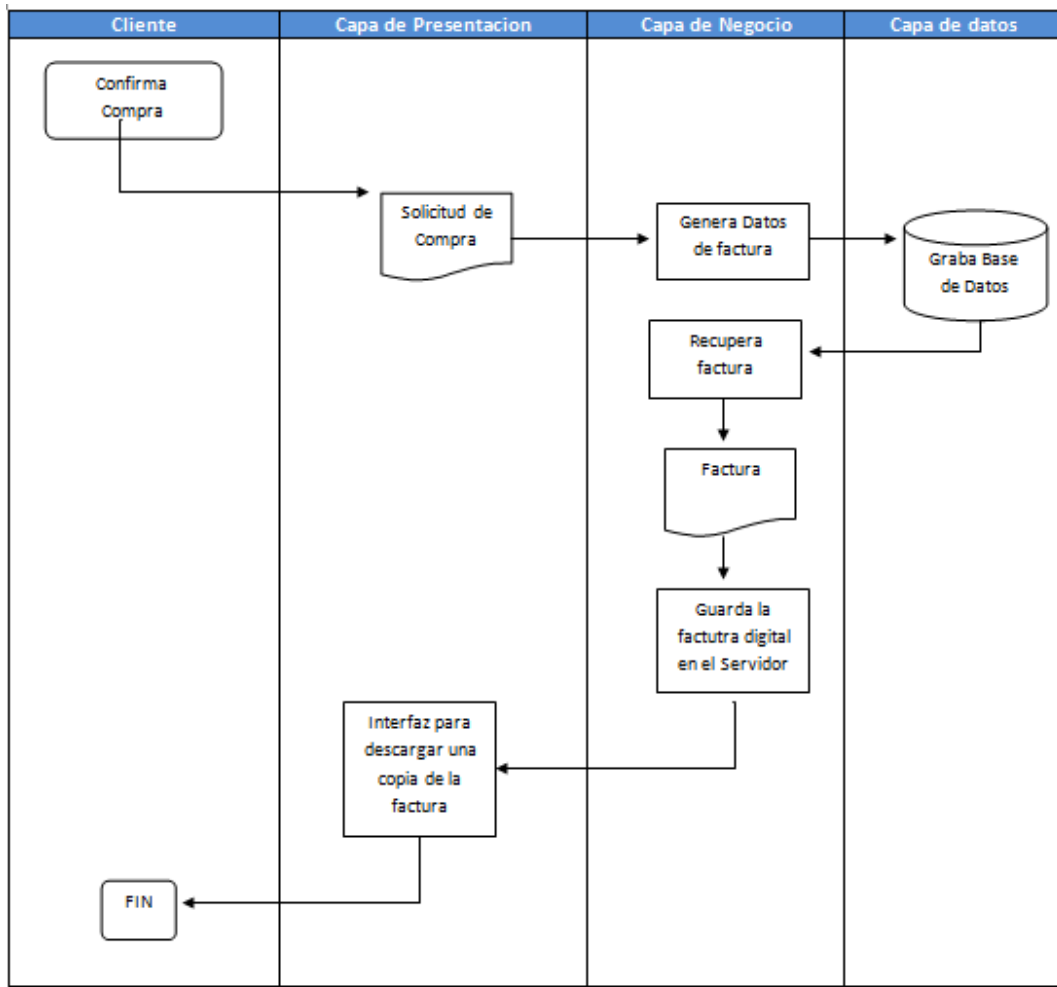 Cliente
Capa de Presentacion
Capa de Negocio
Capa de datos
Confirma
Compra
Solicitud de
Compra
Genera Datos
de factura
Graba Base
de Datos
Recupera
factura
Factura
Guarda la
factutra digital
en el Servidor
Interfaz para
descargar una
copia de la
factura
FIN